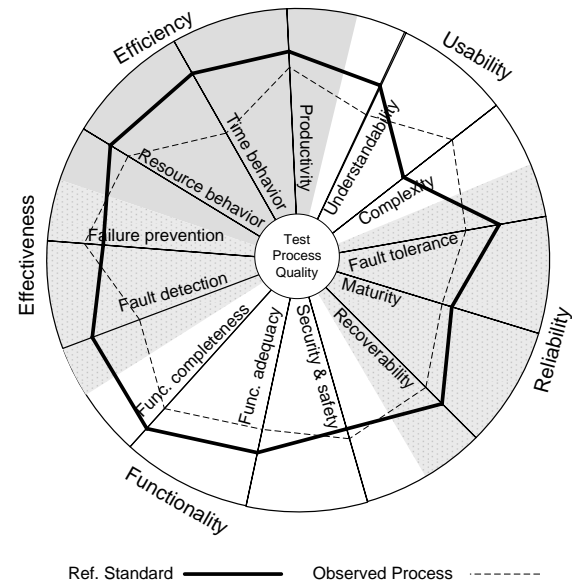 Efficiency
Usability
Effectiveness
Reliability
Functionality
Productivity
Understandability
Complexity
Fault tolerance
Maturity
Recoverability
Security & safety
Func. adequacy
Func. completeness
Fault detection
Failure prevention
Resource behavior
Time behavior
Test
Process
Quality
Ref. Standard
Observed Process